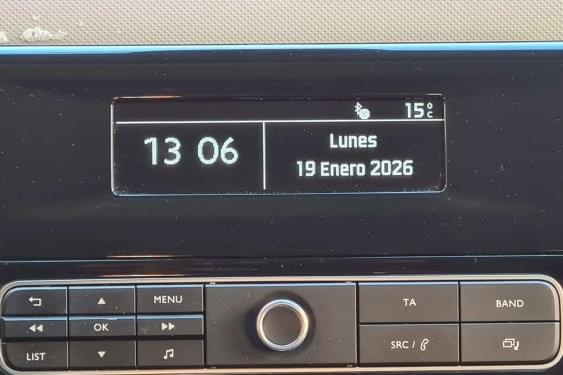 15°C
13 06
Lunes
19 Enero 2026
MENU
TA
BAND
OK
LIST
SRC /